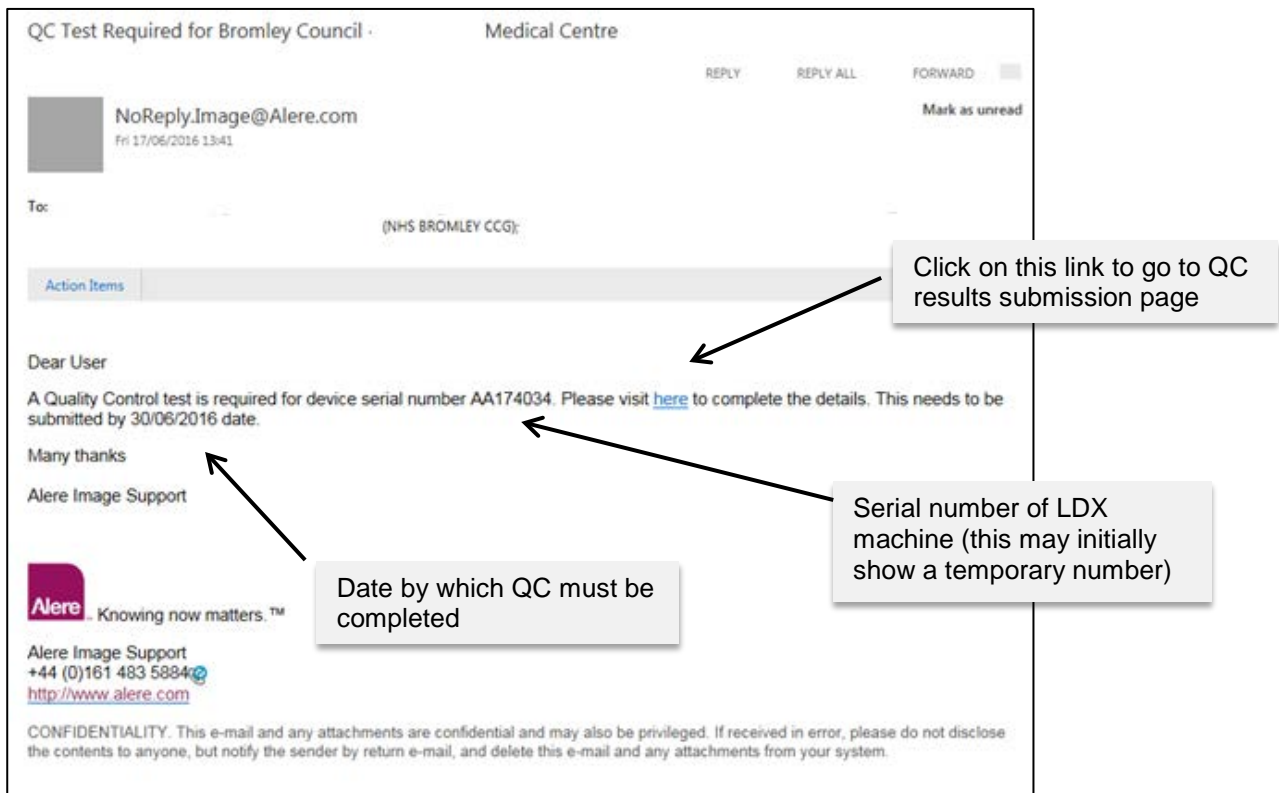 QC Test Required for Bromley Council · Medical Centre
REPLY REPLY ALL FORWARD
NoReply.Image@Alere.com
Mark as unread
Fri 17/06/2016 13:41
To:
(NHS BROMLEY CCG);
Click on this link to go to QC
results submission page
Action Items
Dear User
A Quality Control test is required for device serial number AA174034. Please visit here to complete the details. This needs to be
submitted by 30/06/2016 date.
Many thanks
Alere Image Support
Serial number of LDX
machine (this may initially
show a temporary number)
Date by which QC must be
completed
Alere Knowing now matters.™
Alere Image Support
+44 (0)161 483 5884
http://www.alere.com
CONFIDENTIALITY. This e-mail and any attachments are confidential and may also be privileged. If received in error, please do not disclose
the contents to anyone, but notify the sender by return e-mail, and delete this e-mail and any attachments from your system.